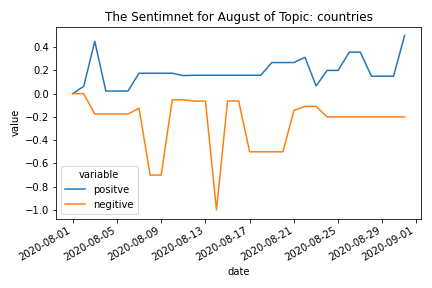 The Sentimnet for August of Topic: countries
value
0.4
0.2
0.0
−0.2
−0.4
−0.6
−0.8
−1.0
variable
positve
negitive
2020-08-01
2020-08-05
2020-08-09
2020-08-13
2020-08-17
2020-08-21
2020-08-25
2020-08-29
2020-09-01
date